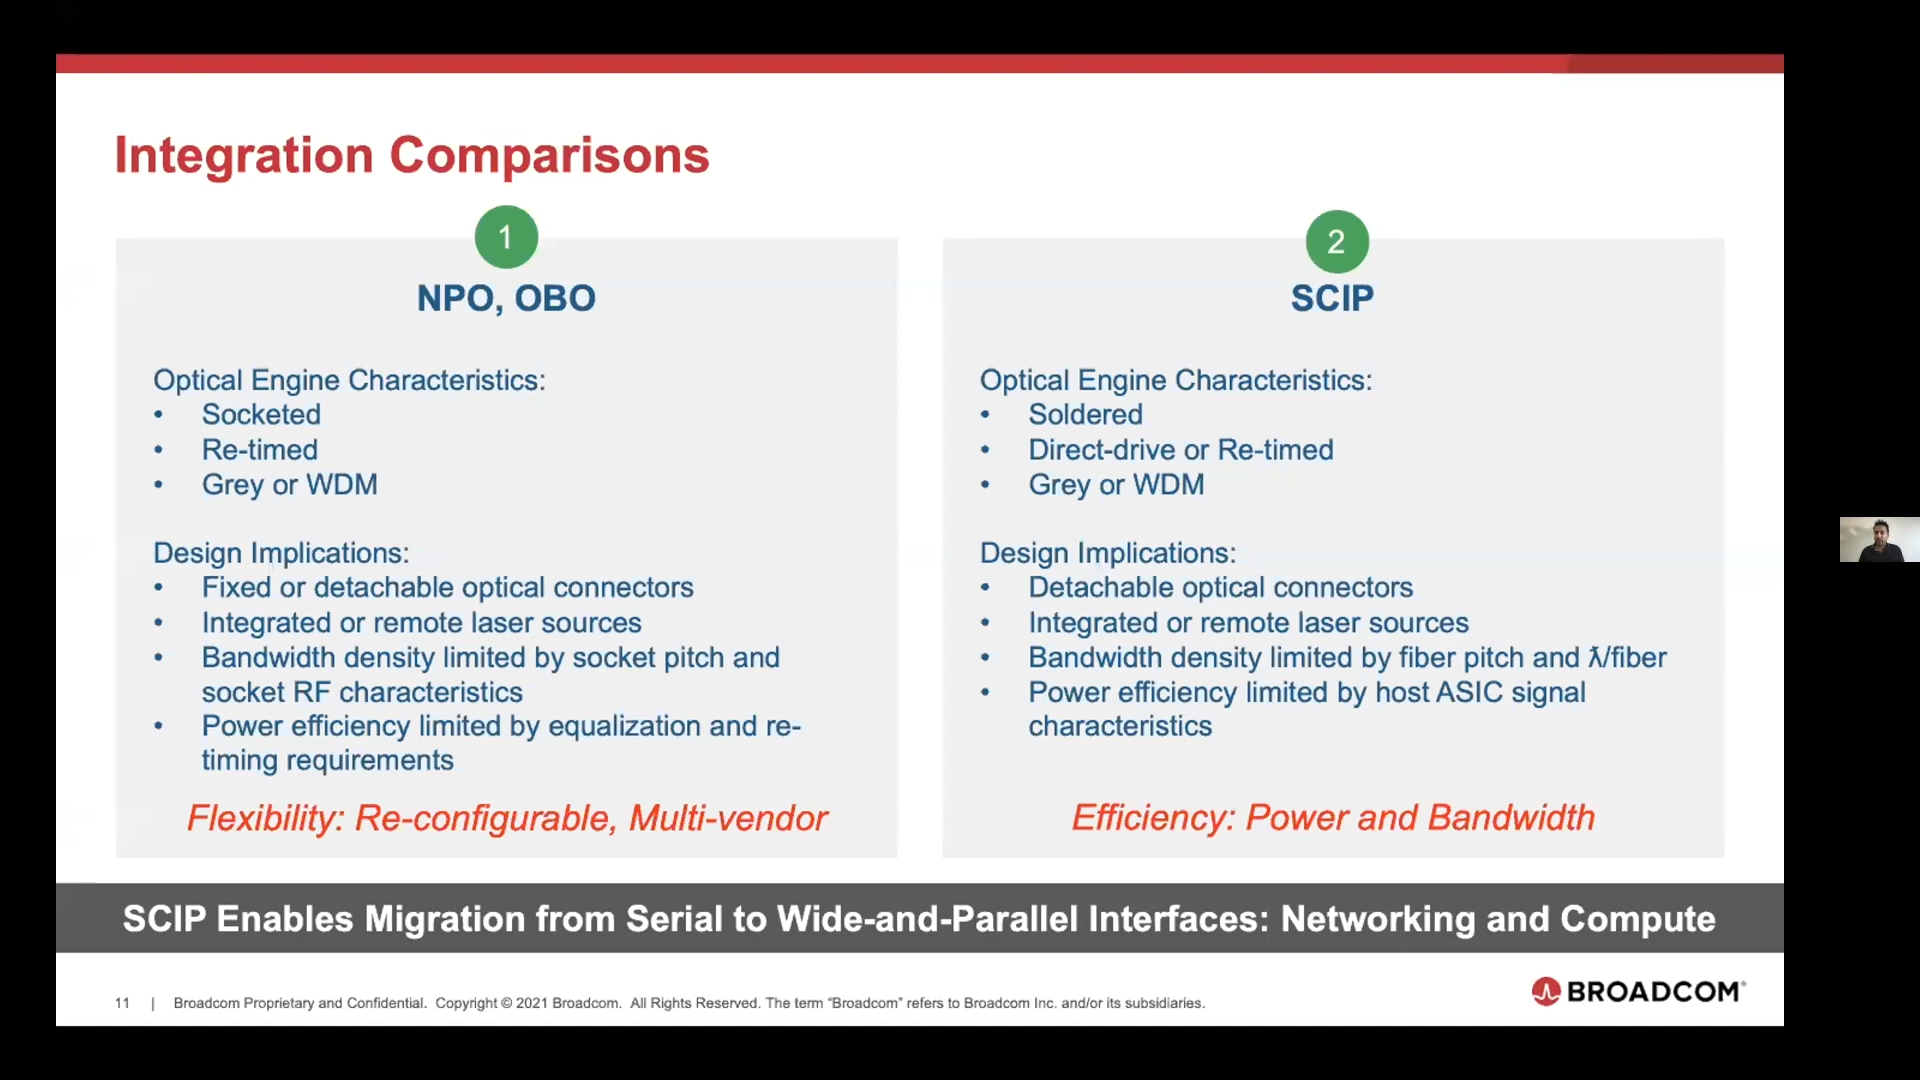 Integration Comparisons
1
NPO, OBO
Optical Engine Characteristics:
• Socketed
• Re-timed
• Grey or WDM
Design Implications:
• Fixed or detachable optical connectors
• Integrated or remote laser sources
• Bandwidth density limited by socket pitch and
socket RF characteristics
• Power efficiency limited by equalization and re-
timing requirements
Flexibility: Re-configurable, Multi-vendor
2
SCIP
Optical Engine Characteristics:
• Soldered
• Direct-drive or Re-timed
• Grey or WDM
Design Implications:
• Detachable optical connectors
• Integrated or remote laser sources
• Bandwidth density limited by fiber pitch and ƛ/fiber
• Power efficiency limited by host ASIC signal
characteristics
Efficiency: Power and Bandwidth
SCIP Enables Migration from Serial to Wide-and-Parallel Interfaces: Networking and Compute
11 | Broadcom Proprietary and Confidential. Copyright © 2021 Broadcom. All Rights Reserved. The term “Broadcom” refers to Broadcom Inc. and/or its subsidiaries.
BROADCOM®